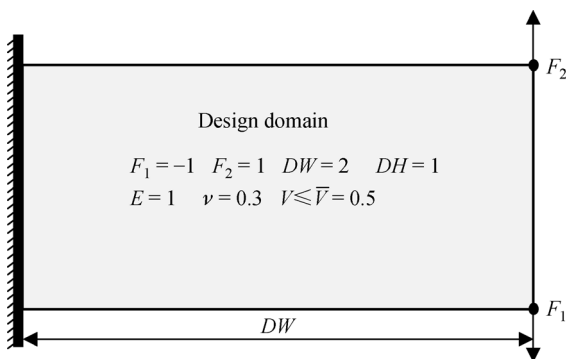 F₂
Design domain
F₁ = −1 F₂ = 1 DW = 2 DH = 1
E = 1 ν = 0.3 V ≤ V̅ = 0.5
F₁
DW